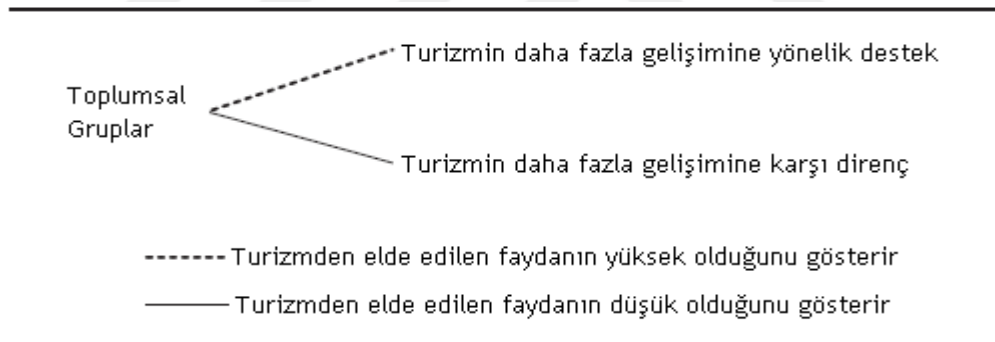 Turizmin daha fazla gelişimine yönelik destek
Toplumsal
Gruplar
Turizmin daha fazla gelişimine karşı direnç
Turizmden elde edilen faydanın yüksek olduğunu gösterir
Turizmden elde edilen faydanın düşük olduğunu gösterir